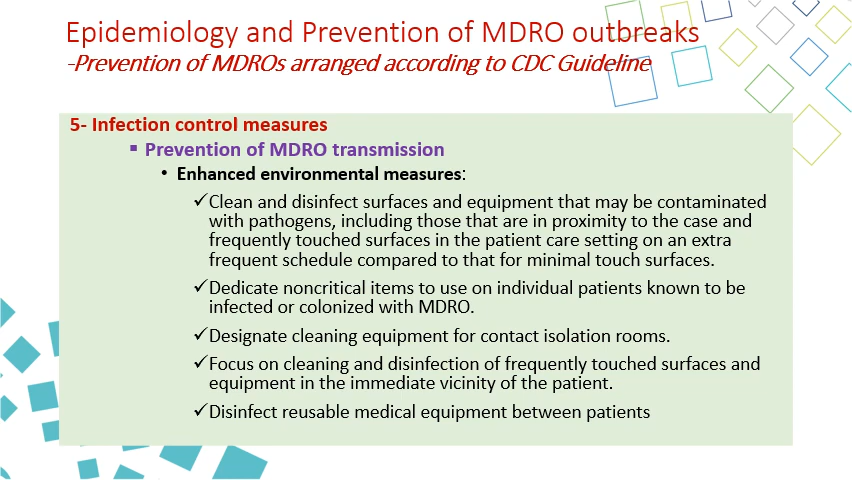 Epidemiology and Prevention of MDRO outbreaks
-Prevention of MDROs arranged according to CDC Guideline
5- Infection control measures
▪ Prevention of MDRO transmission
• Enhanced environmental measures:
✓Clean and disinfect surfaces and equipment that may be contaminated
with pathogens, including those that are in proximity to the case and
frequently touched surfaces in the patient care setting on an extra
frequent schedule compared to that for minimal touch surfaces.
✓Dedicate noncritical items to use on individual patients known to be
infected or colonized with MDRO.
✓Designate cleaning equipment for contact isolation rooms.
✓Focus on cleaning and disinfection of frequently touched surfaces and
equipment in the immediate vicinity of the patient.
✓Disinfect reusable medical equipment between patients